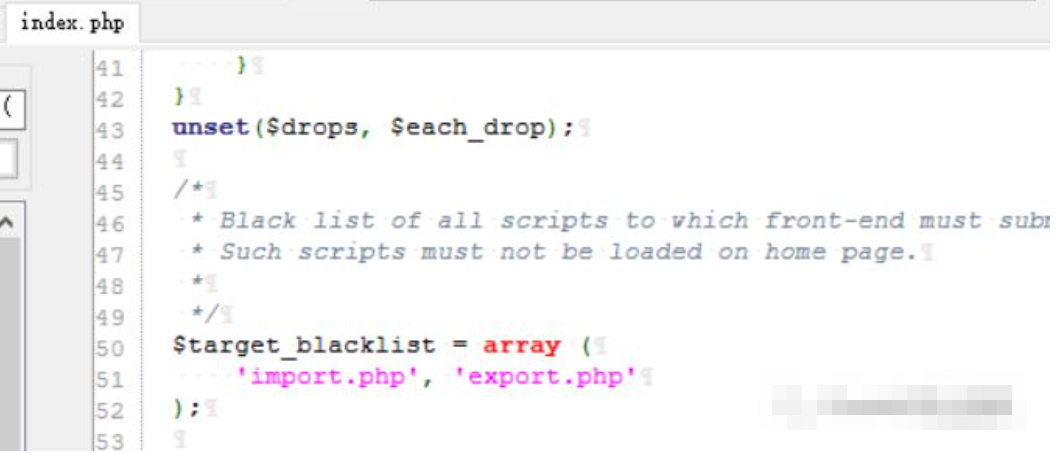 index.php
(
41 }
42 }
43 unset($drops, $each_drop);
44
45 /*
46 * Black list of all scripts to which front-end must subm
47 * Such scripts must not be loaded on home page.
48 *
49 */
50 $target_blacklist = array (
51 'import.php', 'export.php'
52 );
53